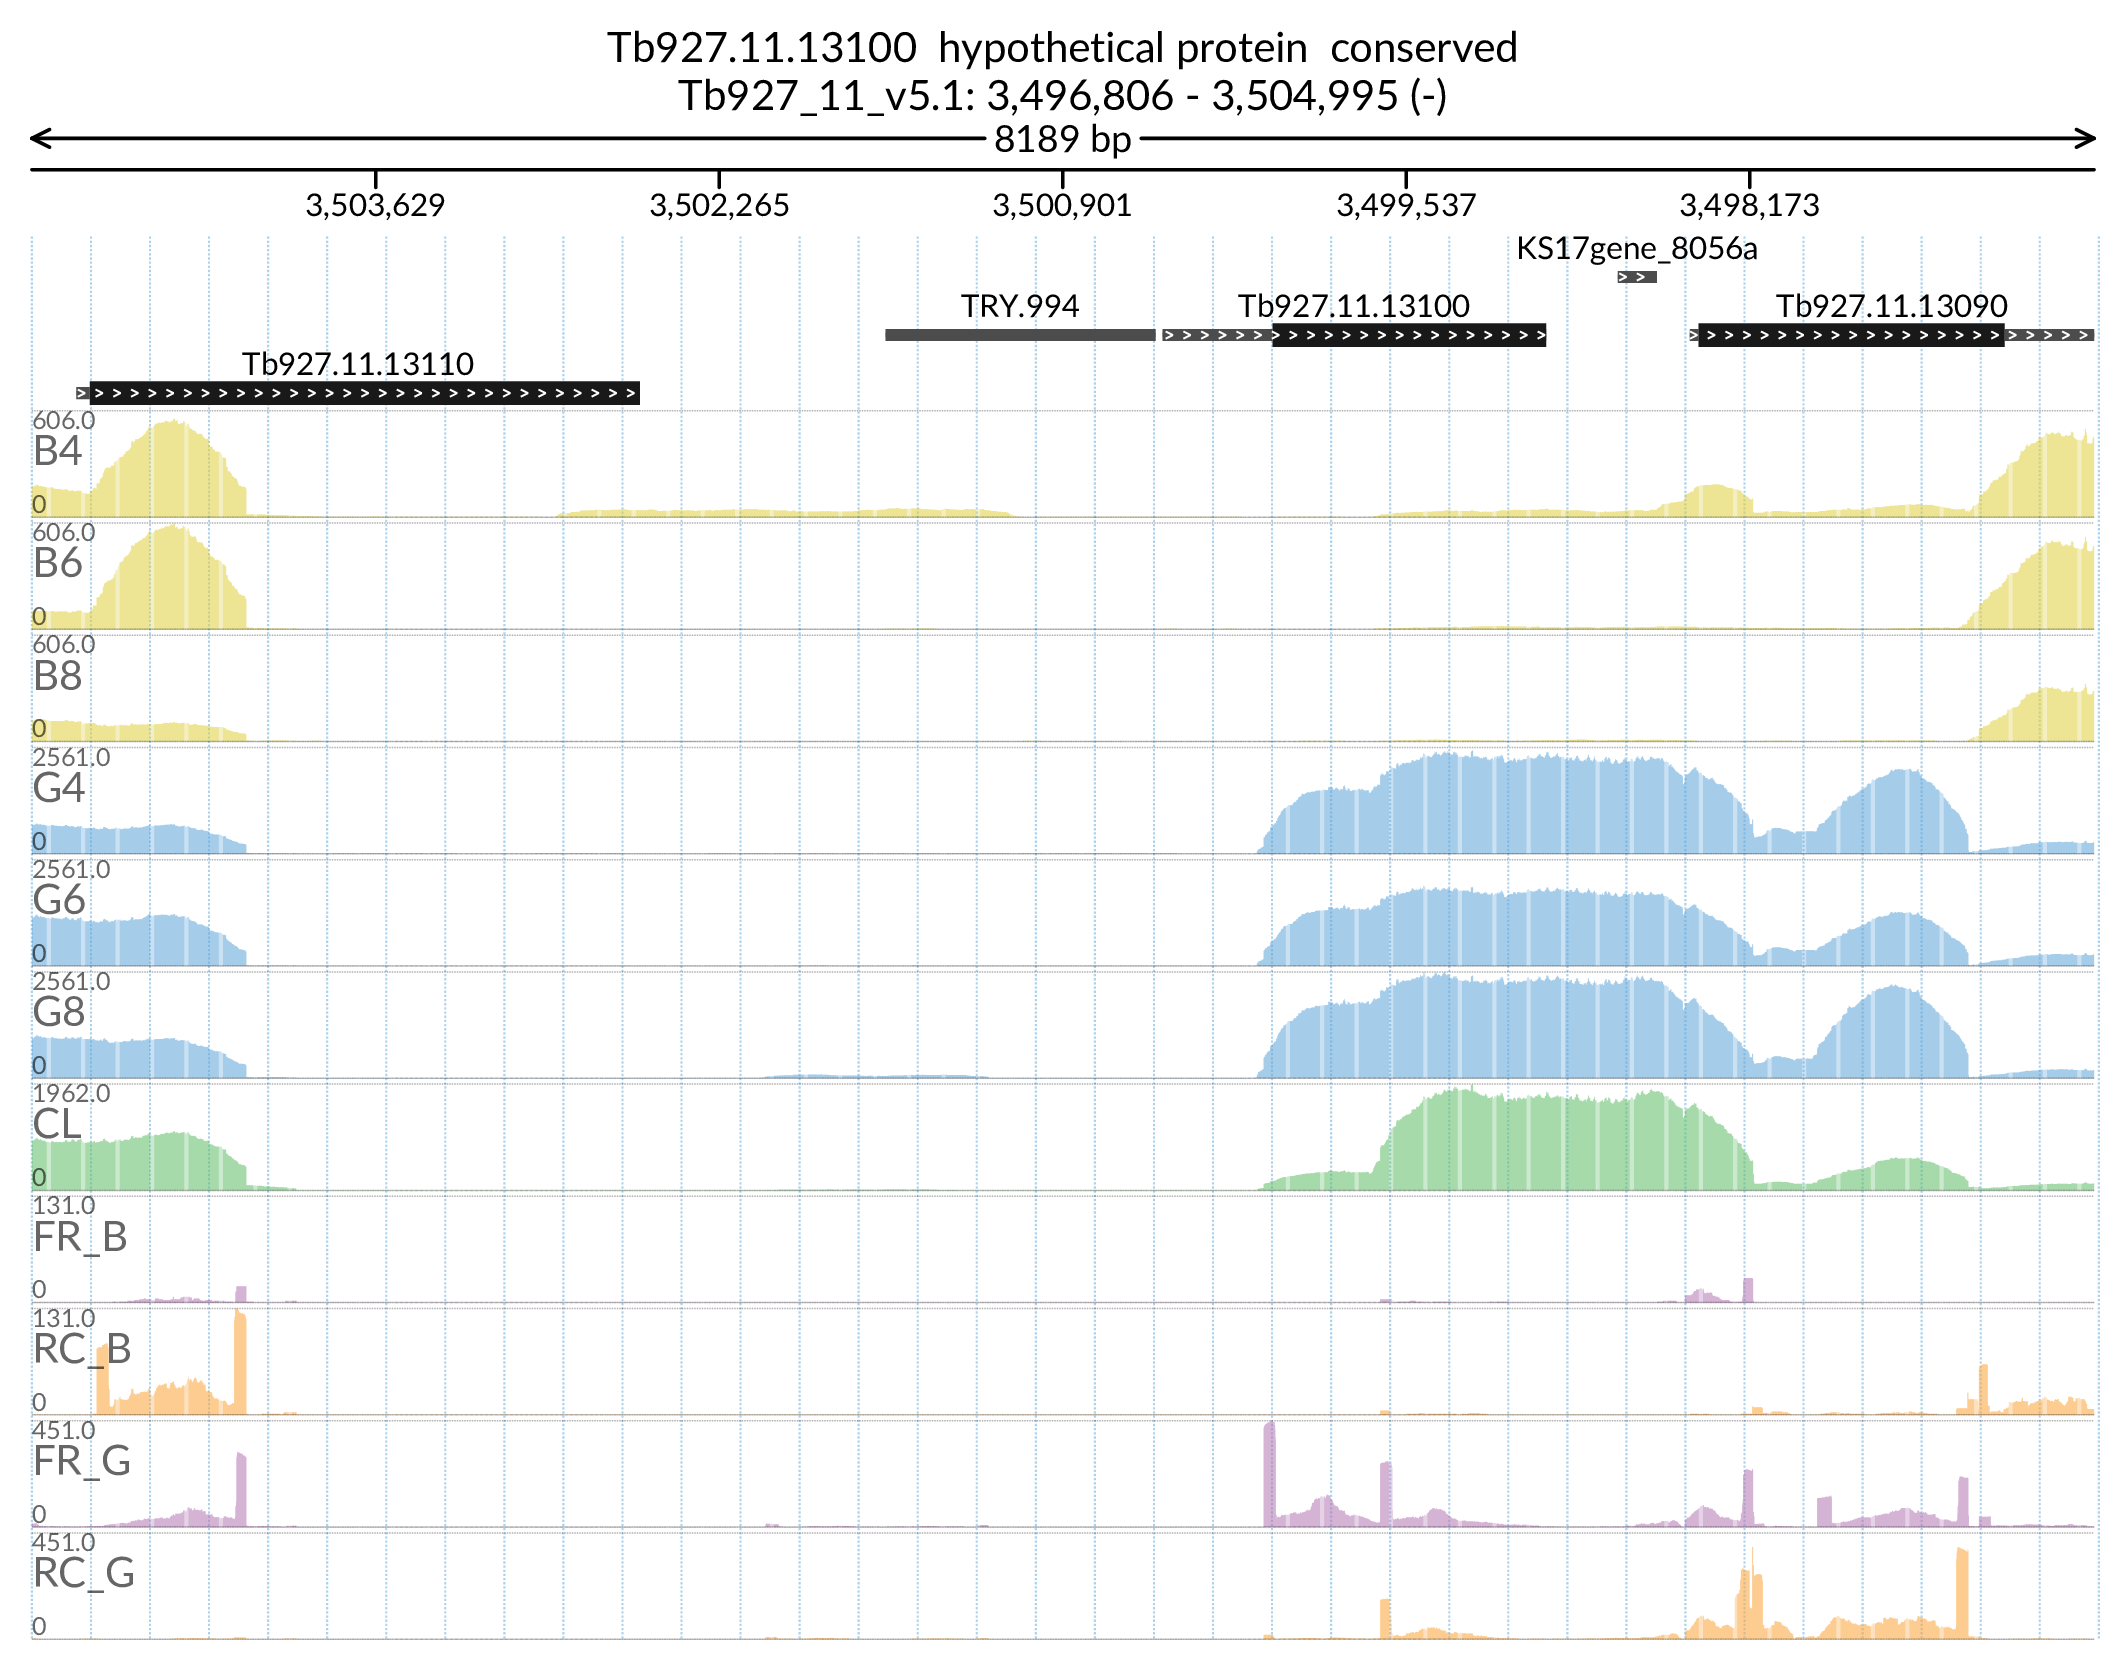 Tb927.11.13100  hypothetical protein  conserved
Tb927_11_v5.1: 3,496,806 - 3,504,995 (-)
8189 bp
3,503,629 3,502,265 3,500,901 3,499,537 3,498,173
KS17gene_8056a
TRY.994 Tb927.11.13100 Tb927.11.13090
Tb927.11.13110
606.0
B4
0
606.0
B6
0
606.0
B8
0
2561.0
G4
0
2561.0
G6
0
2561.0
G8
0
1962.0
CL
0
131.0
FR_B
0
131.0
RC_B
0
451.0
FR_G
0
451.0
RC_G
0